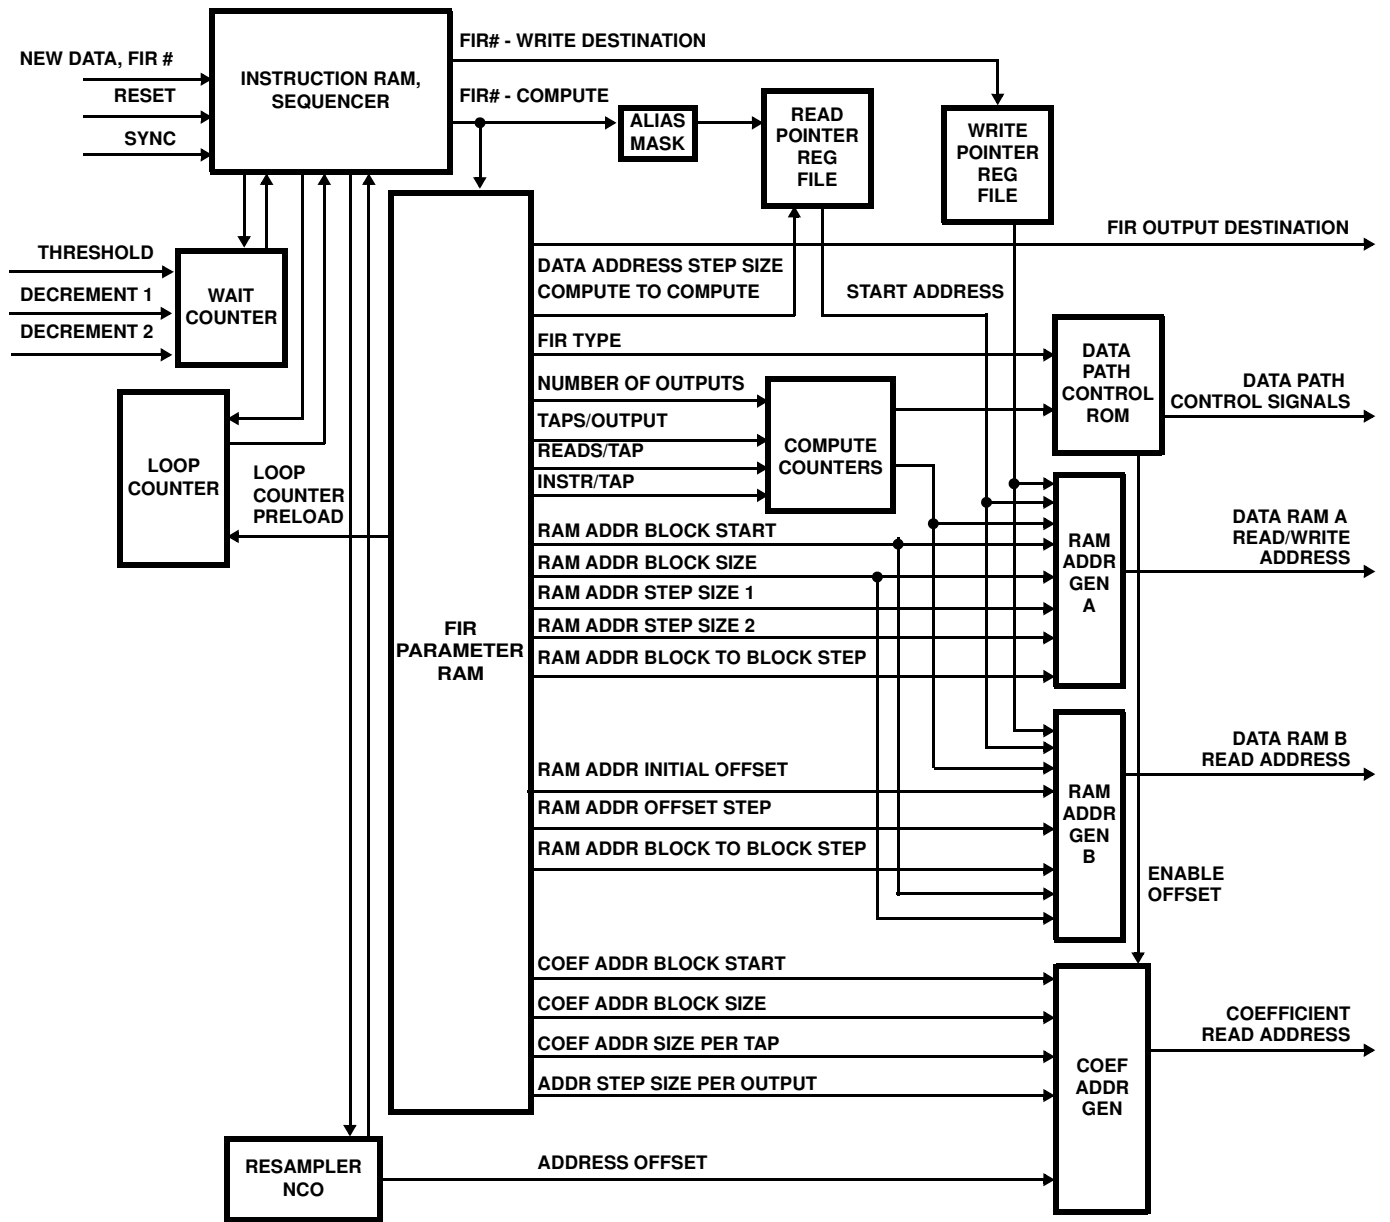 NEW DATA, FIR #
RESET
SYNC
INSTRUCTION RAM,
SEQUENCER
FIR# - WRITE DESTINATION
FIR# - COMPUTE
ALIAS
MASK
READ
POINTER
REG
FILE
WRITE
POINTER
REG
FILE
THRESHOLD
DECREMENT 1
DECREMENT 2
WAIT
COUNTER
LOOP
COUNTER
LOOP
COUNTER
PRELOAD
FIR
PARAMETER
RAM
FIR OUTPUT DESTINATION
DATA ADDRESS STEP SIZE
COMPUTE TO COMPUTE
START ADDRESS
FIR TYPE
NUMBER OF OUTPUTS
TAPS/OUTPUT
READS/TAP
INSTR/TAP
COMPUTE
COUNTERS
DATA
PATH
CONTROL
ROM
DATA PATH
CONTROL SIGNALS
RAM ADDR BLOCK START
RAM ADDR BLOCK SIZE
RAM ADDR STEP SIZE 1
RAM ADDR STEP SIZE 2
RAM ADDR BLOCK TO BLOCK STEP
RAM
ADDR
GEN
A
DATA RAM A
READ/WRITE
ADDRESS
RAM ADDR INITIAL OFFSET
RAM ADDR OFFSET STEP
RAM ADDR BLOCK TO BLOCK STEP
RAM
ADDR
GEN
B
DATA RAM B
READ ADDRESS
ENABLE
OFFSET
COEF ADDR BLOCK START
COEF ADDR BLOCK SIZE
COEF ADDR SIZE PER TAP
ADDR STEP SIZE PER OUTPUT
COEF
ADDR
GEN
COEFFICIENT
READ ADDRESS
RESAMPLER
NCO
ADDRESS OFFSET